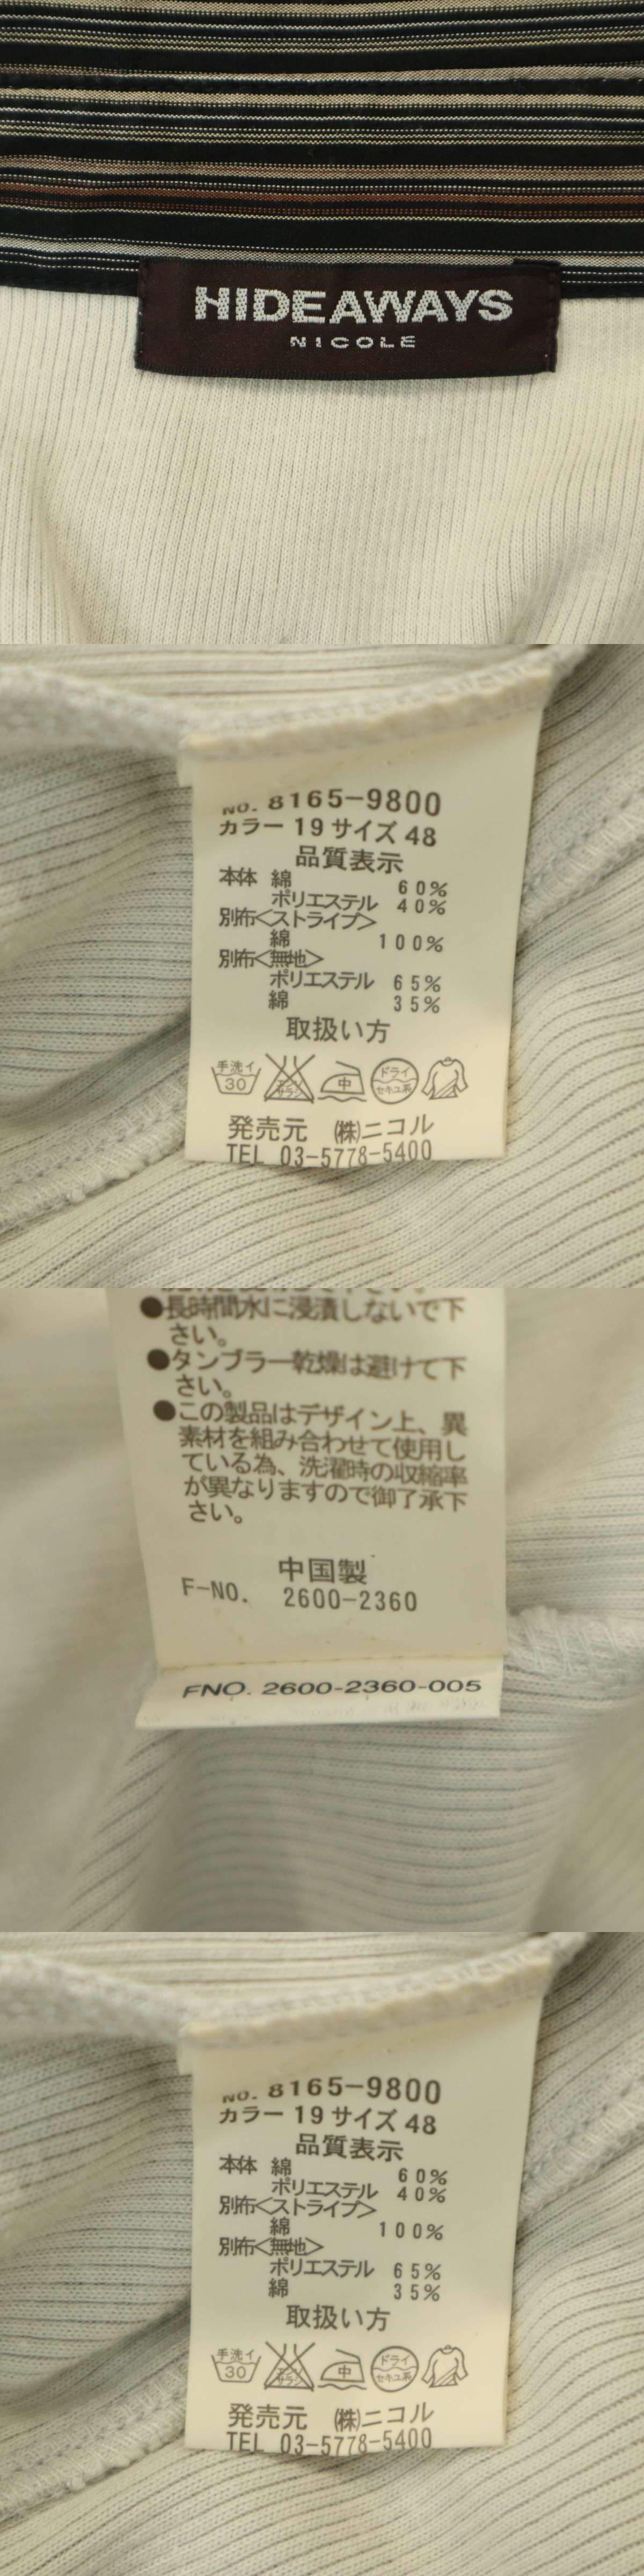 HIDEAWAYS
NICOLE
NO. 8165-9800
カラー 19 サイズ 48
品質表示
本体 綿 60%
ポリエステル 40%
別布<ストライプ>
綿 100%
別布<無地>
ポリエステル 65%
綿 35%
取扱い方
手洗イ 30 エンソサラシ 中 ドライ セキユ系
発売元 ㈱ニコル
TEL 03-5778-5400
●長時間水に浸漬しないで下
さい。
●タンブラー乾燥は避けて下
さい。
●この製品はデザイン上、異
素材を組み合わせて使用し
ている為、洗濯時の収縮率
が異なりますので御了承下
さい。
中国製
F-NO. 2600-2360
FNO. 2600-2360-005
NO. 8165-9800
カラー 19 サイズ 48
品質表示
本体 綿 60%
ポリエステル 40%
別布<ストライプ>
綿 100%
別布<無地>
ポリエステル 65%
綿 35%
取扱い方
手洗イ 30 エンソサラシ 中 ドライ セキユ系
発売元 ㈱ニコル
TEL 03-5778-5400